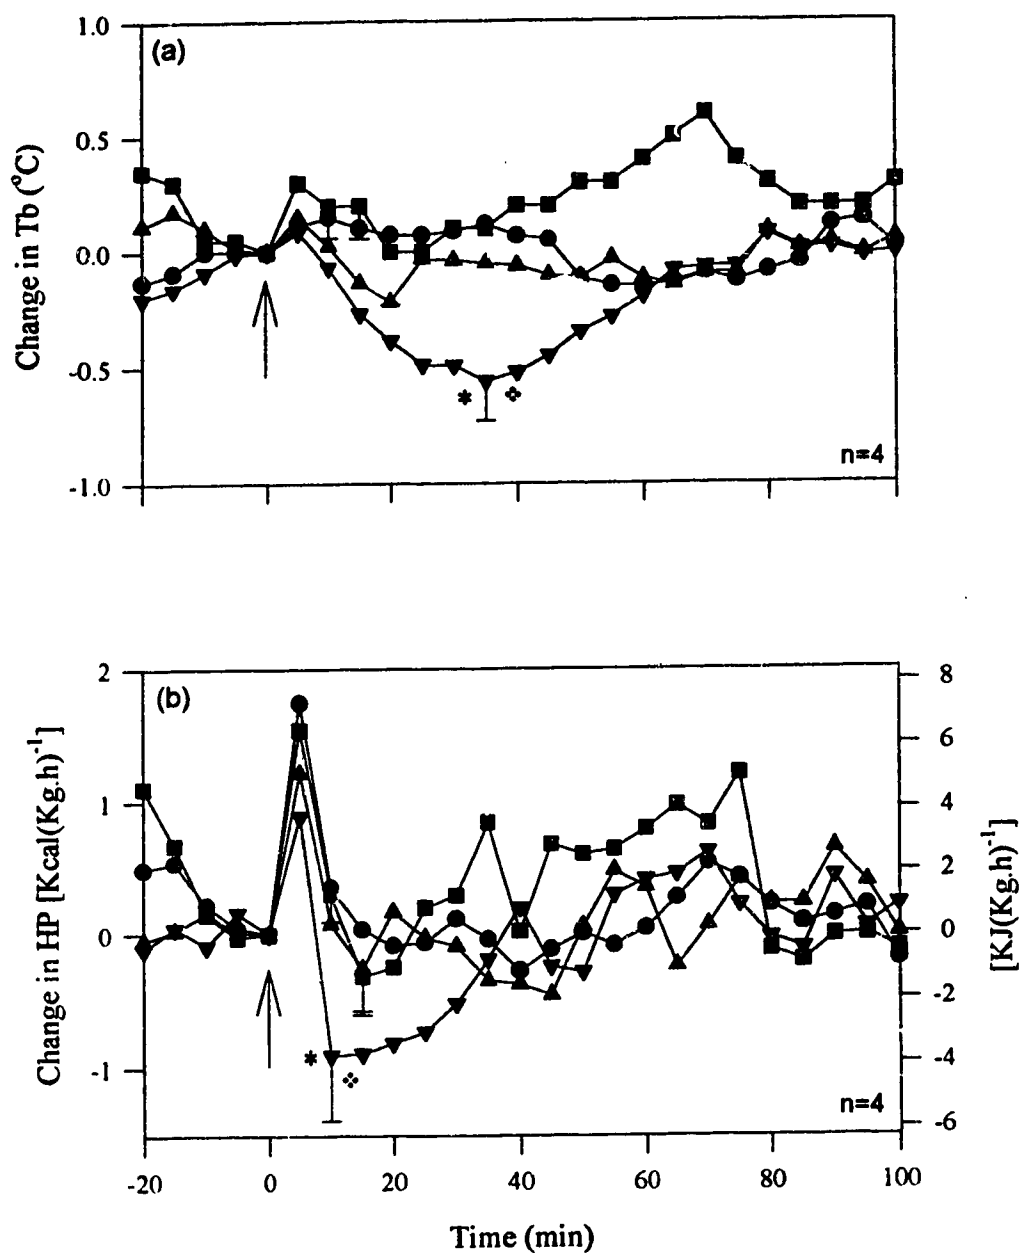 (a)
1.0
0.5
0.0
-0.5
-1.0
Change in Tb (°C)
* ❖
n=4
(b)
2
1
0
-1
Change in HP [Kcal(Kg.h)⁻¹]
8
6
4
2
0
-2
-4
-6
[KJ(Kg.h)⁻¹]
* ❖
n=4
-20 0 20 40 60 80 100
Time (min)